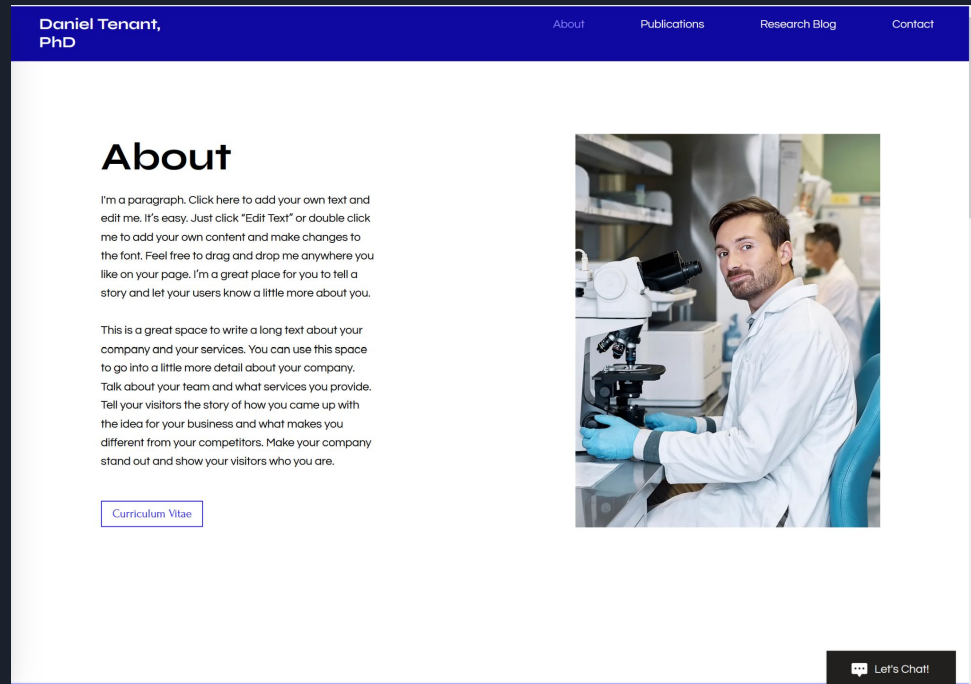 Daniel Tenant,
PhD
About
Publications
Research Blog
Contact
About
I'm a paragraph. Click here to add your own text and
edit me. It’s easy. Just click “Edit Text” or double click
me to add your own content and make changes to
the font. Feel free to drag and drop me anywhere you
like on your page. I’m a great place for you to tell a
story and let your users know a little more about you.
This is a great space to write a long text about your
company and your services. You can use this space
to go into a little more detail about your company.
Talk about your team and what services you provide.
Tell your visitors the story of how you came up with
the idea for your business and what makes you
different from your competitors. Make your company
stand out and show your visitors who you are.
Curriculum Vitae
Let's Chat!